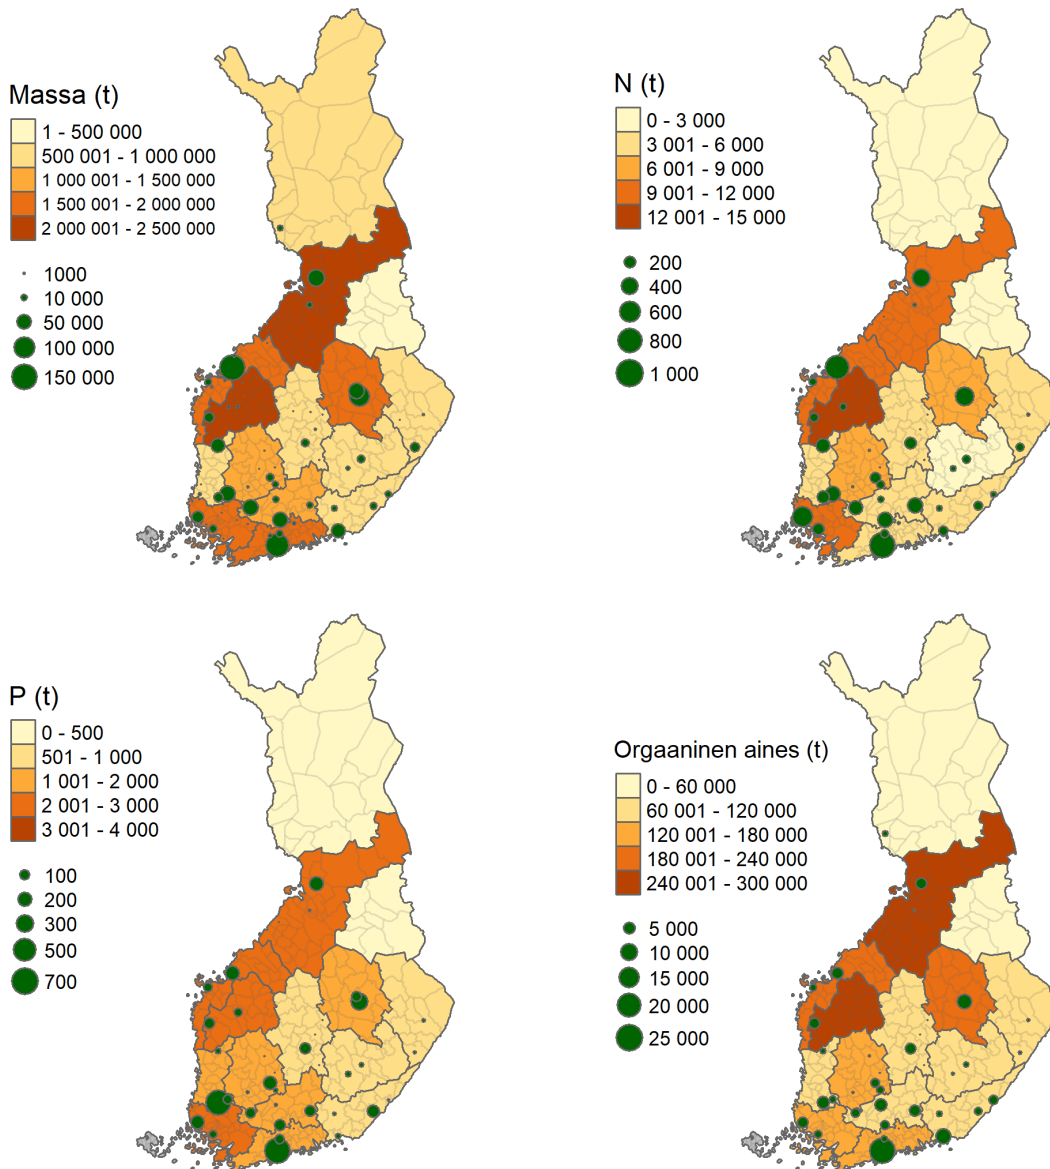 Massa (t)
1 - 500 000
500 001 - 1 000 000
1 000 001 - 1 500 000
1 500 001 - 2 000 000
2 000 001 - 2 500 000
1000
10 000
50 000
100 000
150 000
N (t)
0 - 3 000
3 001 - 6 000
6 001 - 9 000
9 001 - 12 000
12 001 - 15 000
200
400
600
800
1 000
P (t)
0 - 500
501 - 1 000
1 001 - 2 000
2 001 - 3 000
3 001 - 4 000
100
200
300
500
700
Orgaaninen aines (t)
0 - 60 000
60 001 - 120 000
120 001 - 180 000
180 001 - 240 000
240 001 - 300 000
5 000
10 000
15 000
20 000
25 000